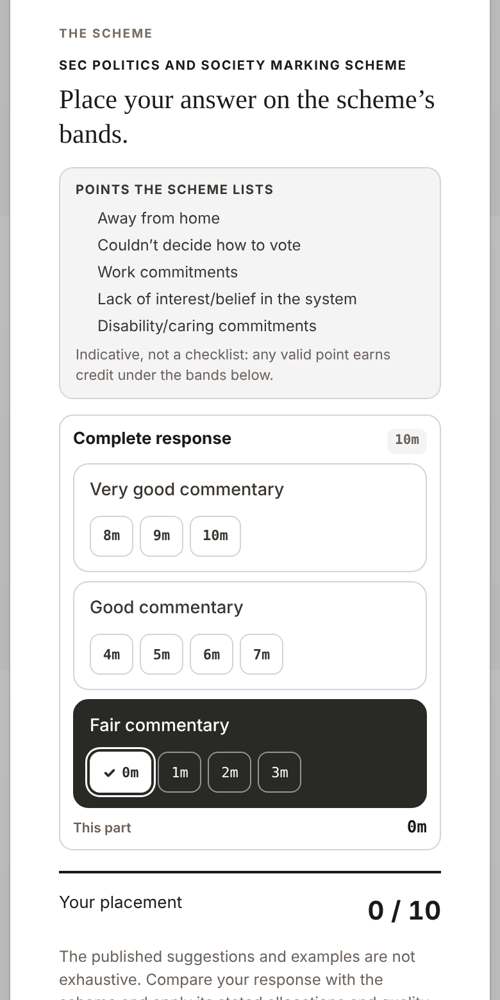 THE SCHEME
SEC POLITICS AND SOCIETY MARKING SCHEME
Place your answer on the scheme’s
bands.
POINTS THE SCHEME LISTS
Away from home
Couldn’t decide how to vote
Work commitments
Lack of interest/belief in the system
Disability/caring commitments
Indicative, not a checklist: any valid point earns
credit under the bands below.
Complete response 10m
Very good commentary
8m 9m 10m
Good commentary
4m 5m 6m 7m
Fair commentary
✓ 0m 1m 2m 3m
This part 0m
Your placement 0 / 10
The published suggestions and examples are not
exhaustive. Compare your response with the